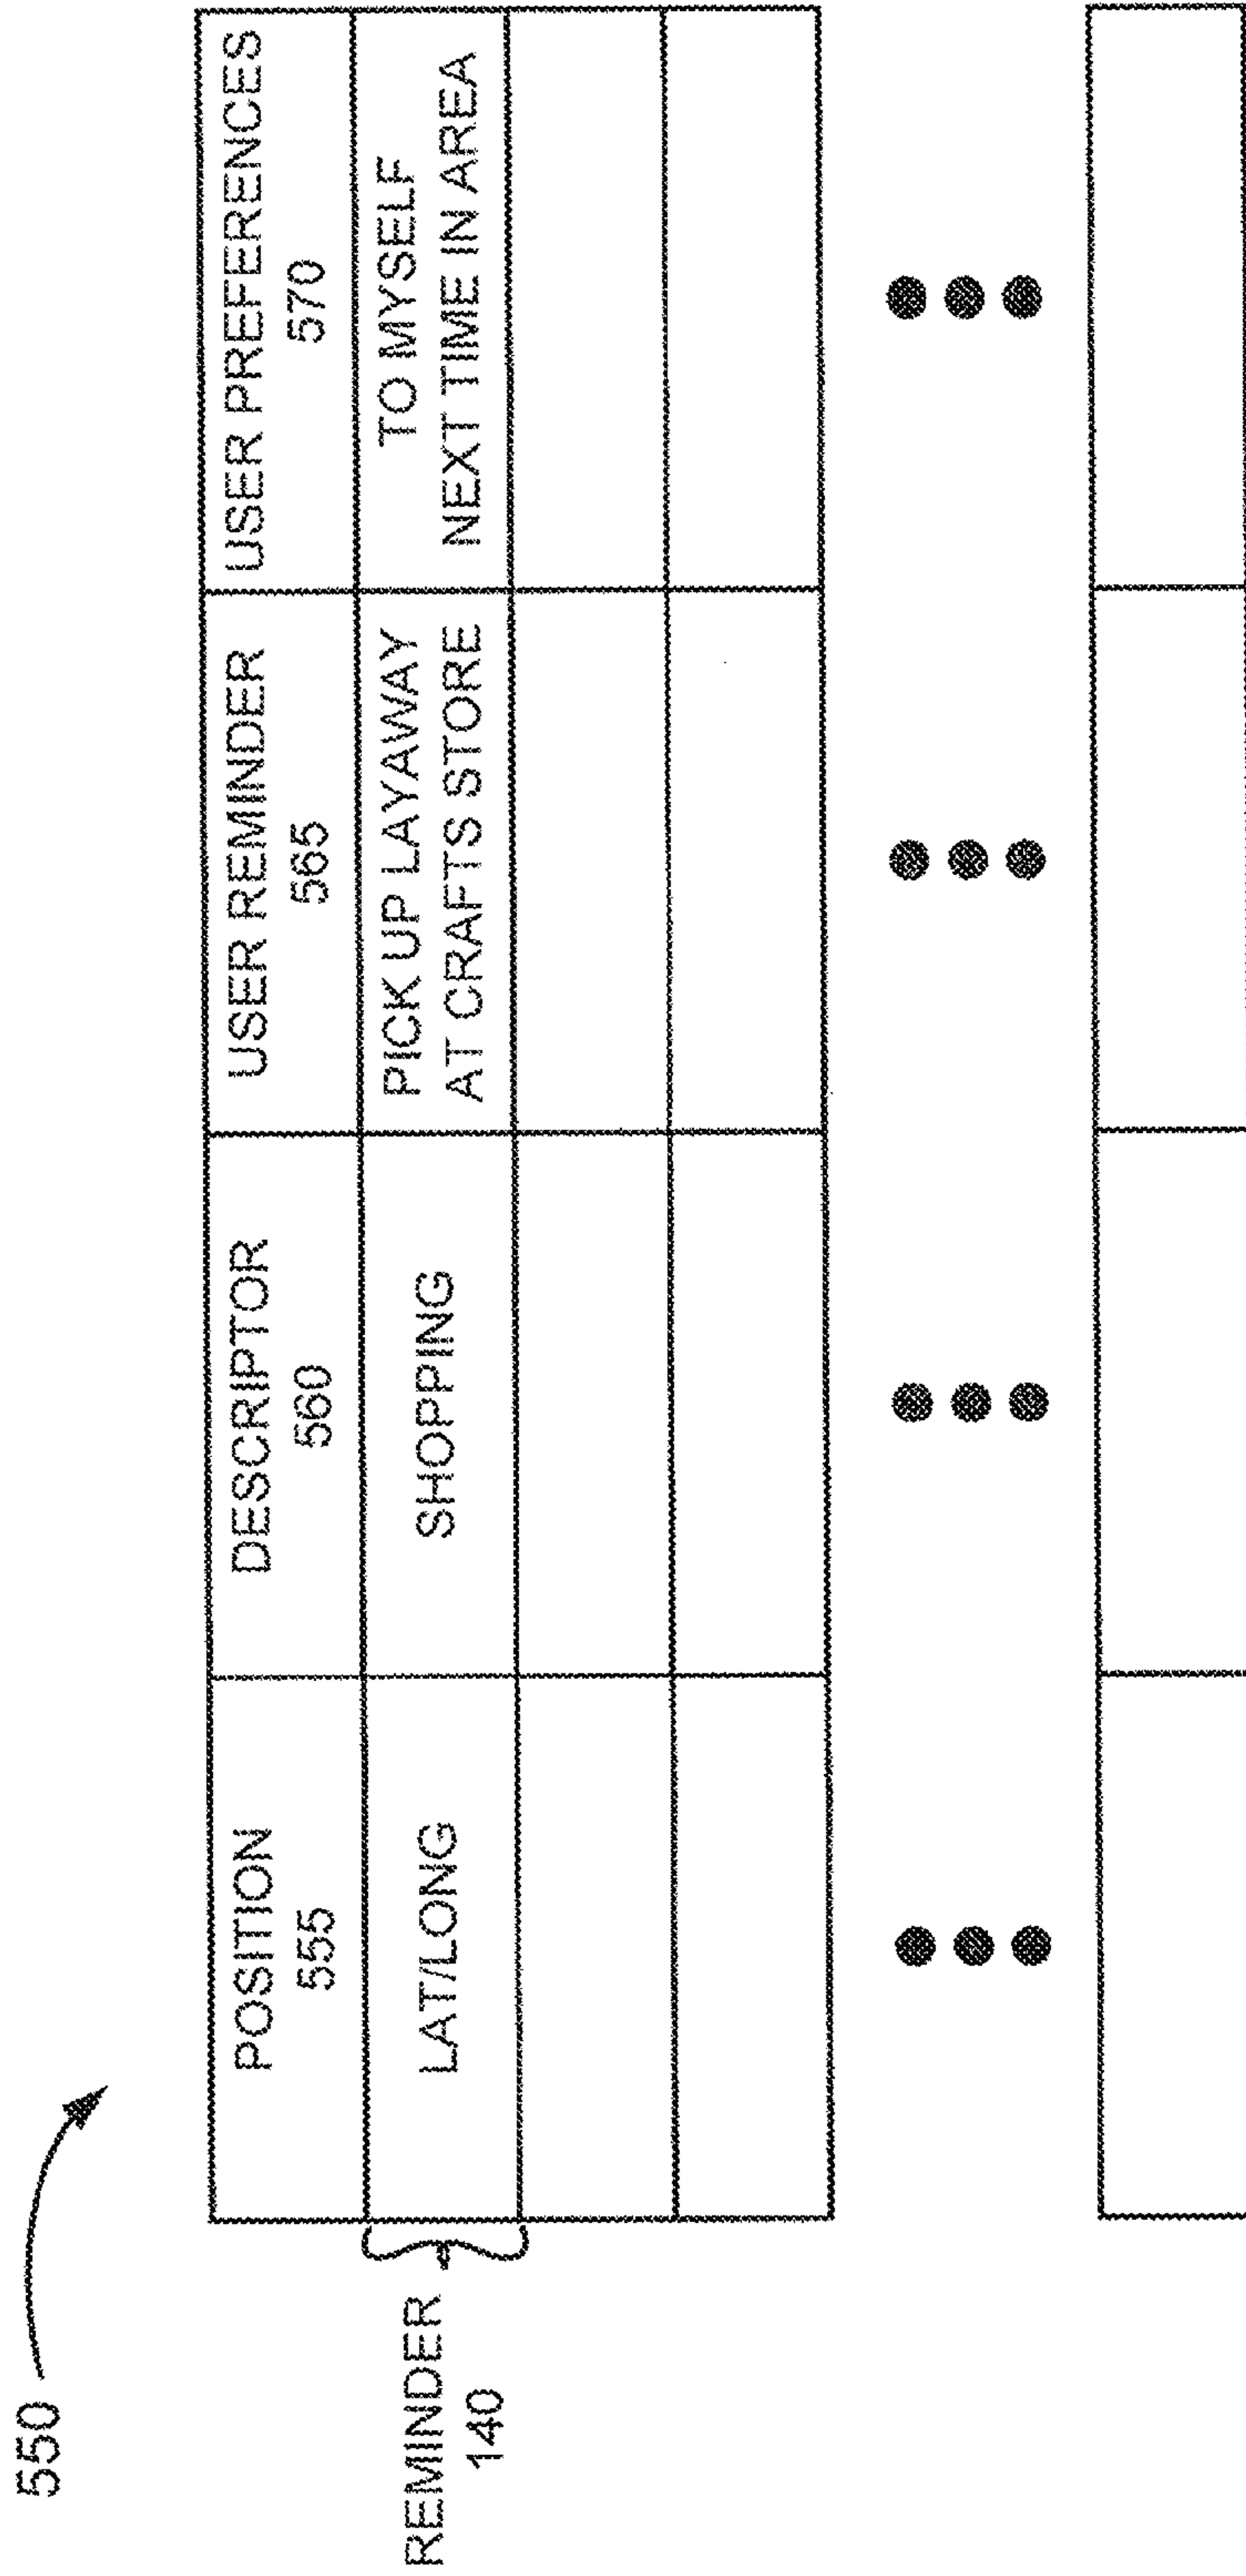 550
POSITION
555
DESCRIPTOR
560
USER REMINDER
565
USER PREFERENCES
570
REMINDER
140
LAT/LONG
SHOPPING
PICK UP LAYAWAY
AT CRAFTS STORE
TO MYSELF
NEXT TIME IN AREA